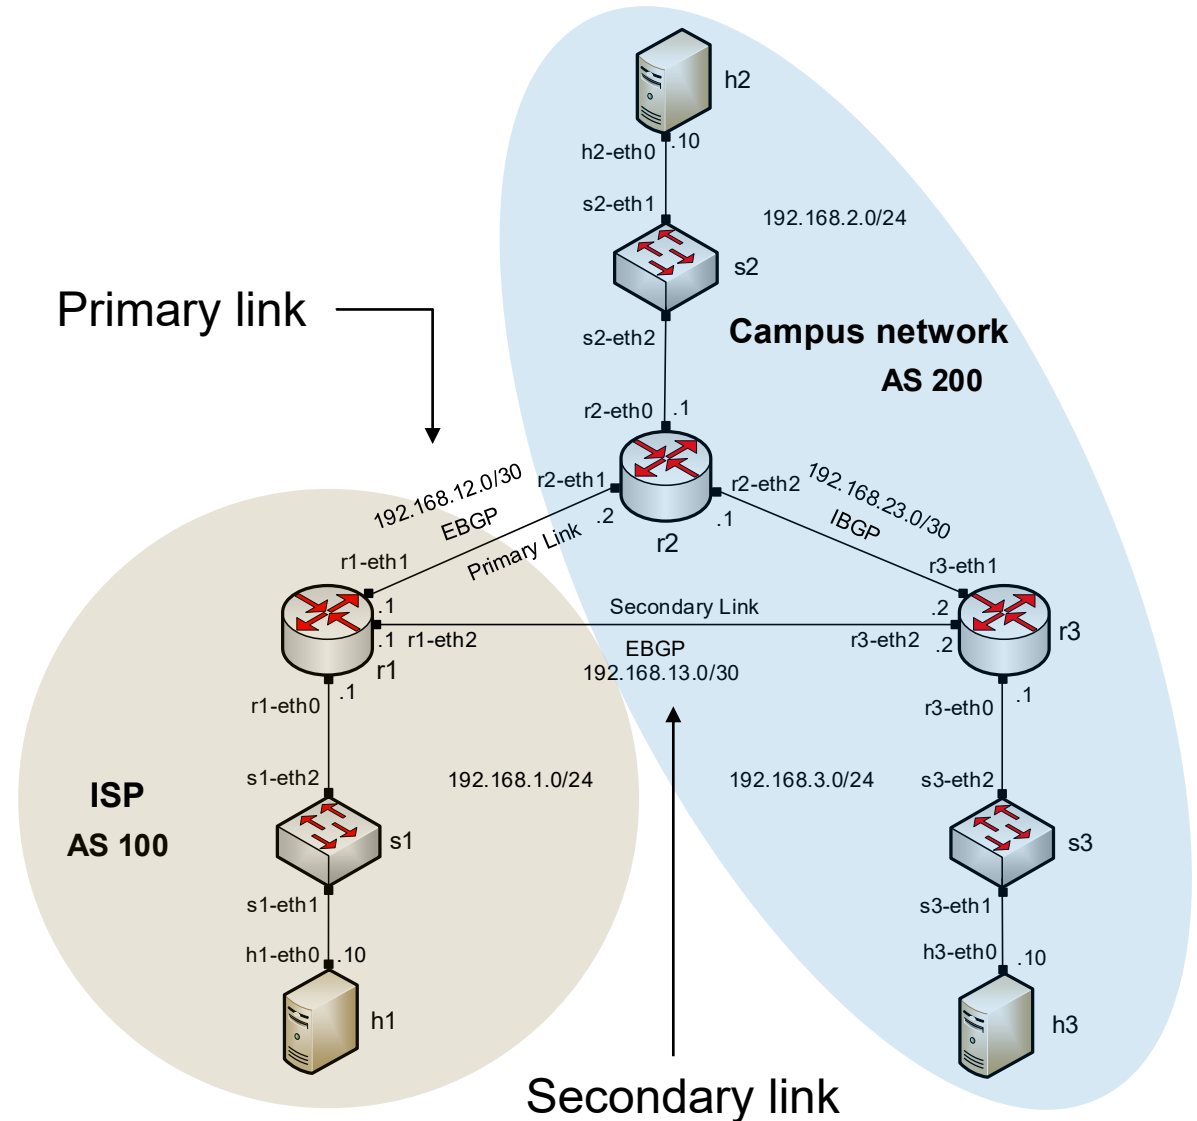 h2
.10
h2-eth0
s2-eth1
192.168.2.0/24
s2
Primary link
s2-eth2
Campus network
AS 200
r2-eth0
.1
192.168.12.0/30
r2-eth1
r2-eth2
192.168.23.0/30
EBGP
.2
.1
IBGP
Primary Link
r2
r1-eth1
r3-eth1
.1
Secondary Link
.2
.1
r1-eth2
EBGP
r3-eth2
.2
r3
r1
192.168.13.0/30
.1
r1-eth0
r3-eth0
.1
s1-eth2
192.168.1.0/24
192.168.3.0/24
s3-eth2
ISP
AS 100
s1
s3
s1-eth1
s3-eth1
h1-eth0
.10
h3-eth0
.10
h1
h3
Secondary link